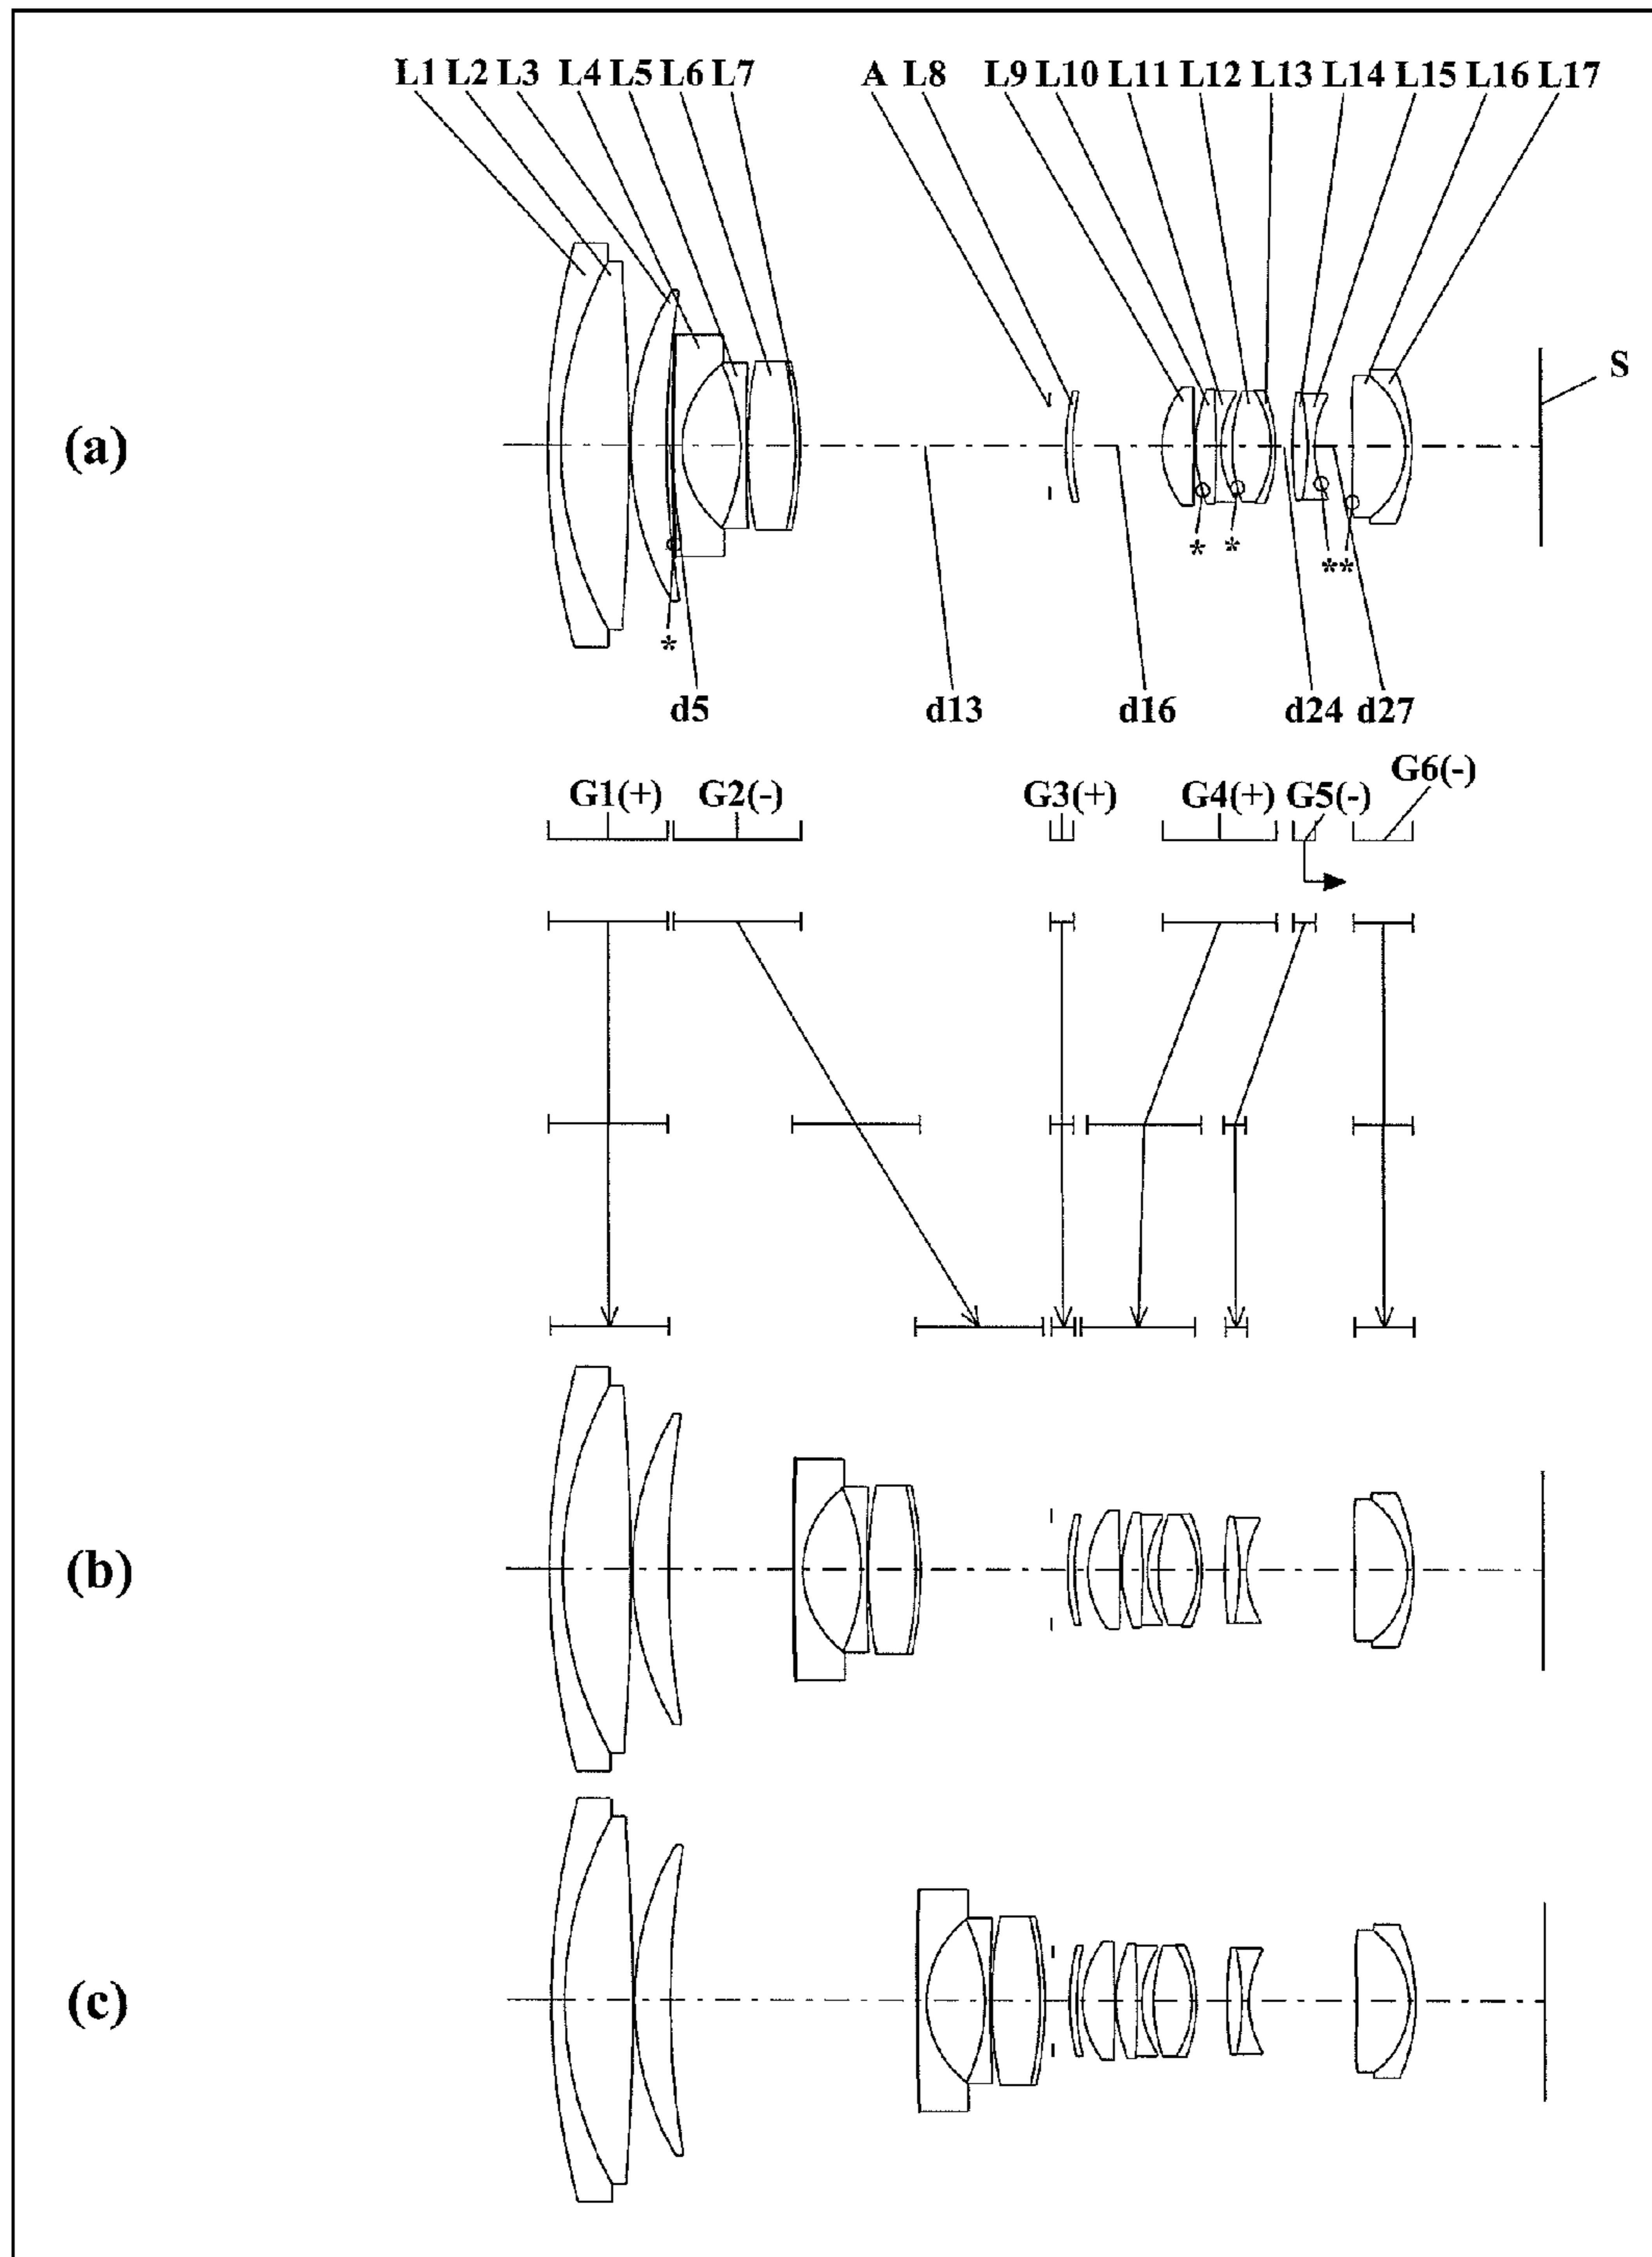 L1 L2 L3 L4 L5 L6 L7 A L8 L9 L10 L11 L12 L13 L14 L15 L16 L17
S
(a)
* *
**
*
d5 d13 d16 d24 d27
G1(+) G2(-) G3(+) G4(+) G5(-) G6(-)
(b)
(c)